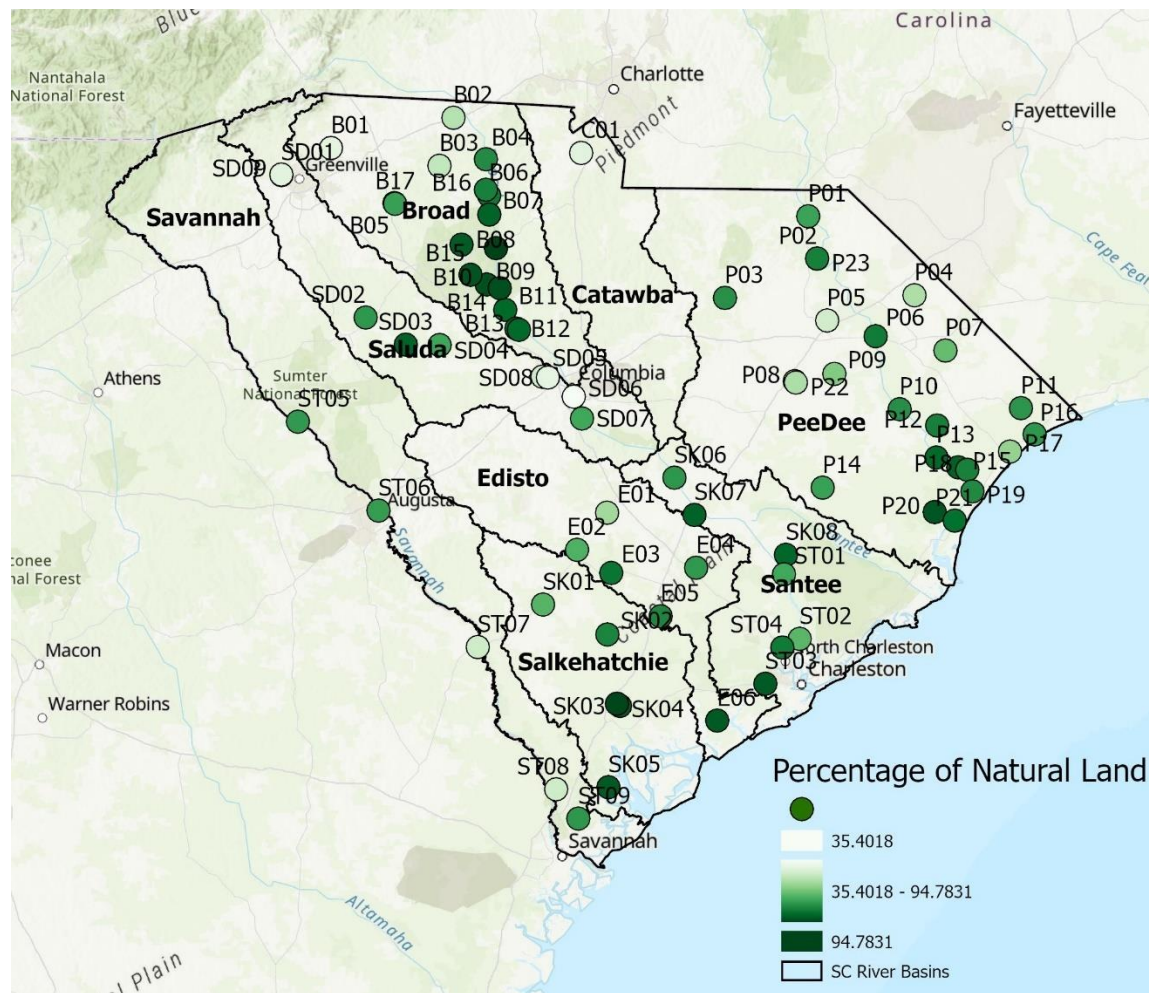 Carolina
Blue
Nantahala
National Forest
Charlotte
Piedmont
Fayetteville
Cape Fear
B02
B01
B04
C01
B03
SD09
SD01
Greenville
B16
B06
B17
B07
Broad
P01
Savannah
B05
P02
B15
B08
P23
P03
P04
B10
B09
Catawba
P05
B14
B11
P06
SD02
B13
B12
P07
SD03
SD04
Saluda
SD05
P09
SD08
Columbia
P08
P22
Athens
Sumter
National Forest
SD06
P10
P11
ST05
SD07
P12
PeeDee
P16
P13
P17
Edisto
SK06
P14
P18
P15
ST06
Augusta
E01
SK07
P20
P21
P19
Savannah
E02
SK08
Santee
E03
E04
ST01
SK01
Coastal Plain
Santee
E05
SK02
ST07
ST04
ST02
Macon
Salkehatchie
North Charleston
ST03
Charleston
Warner Robins
SK03
SK04
E06
ST08
SK05
ST09
Savannah
Altamaha
Percentage of Natural Land
35.4018
35.4018 - 94.7831
94.7831
SC River Basins